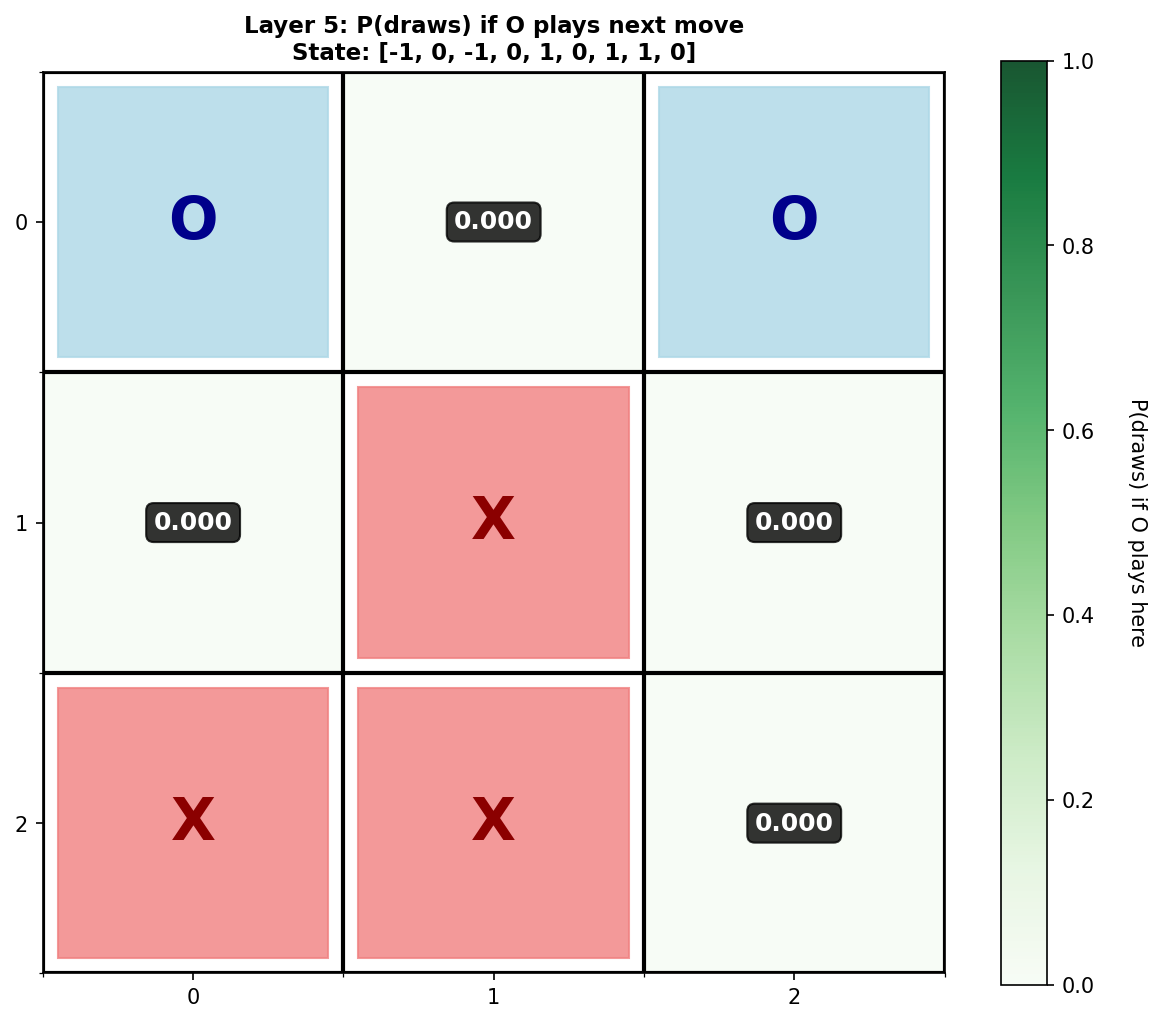 Layer 5: P(draws) if O plays next move
State: [-1, 0, -1, 0, 1, 0, 1, 1, 0]
0
O
0.000
O
1
0.000
X
0.000
2
X
X
0.000
0
1
2
1.0
0.8
0.6
0.4
0.2
0.0
P(draws) if O plays here